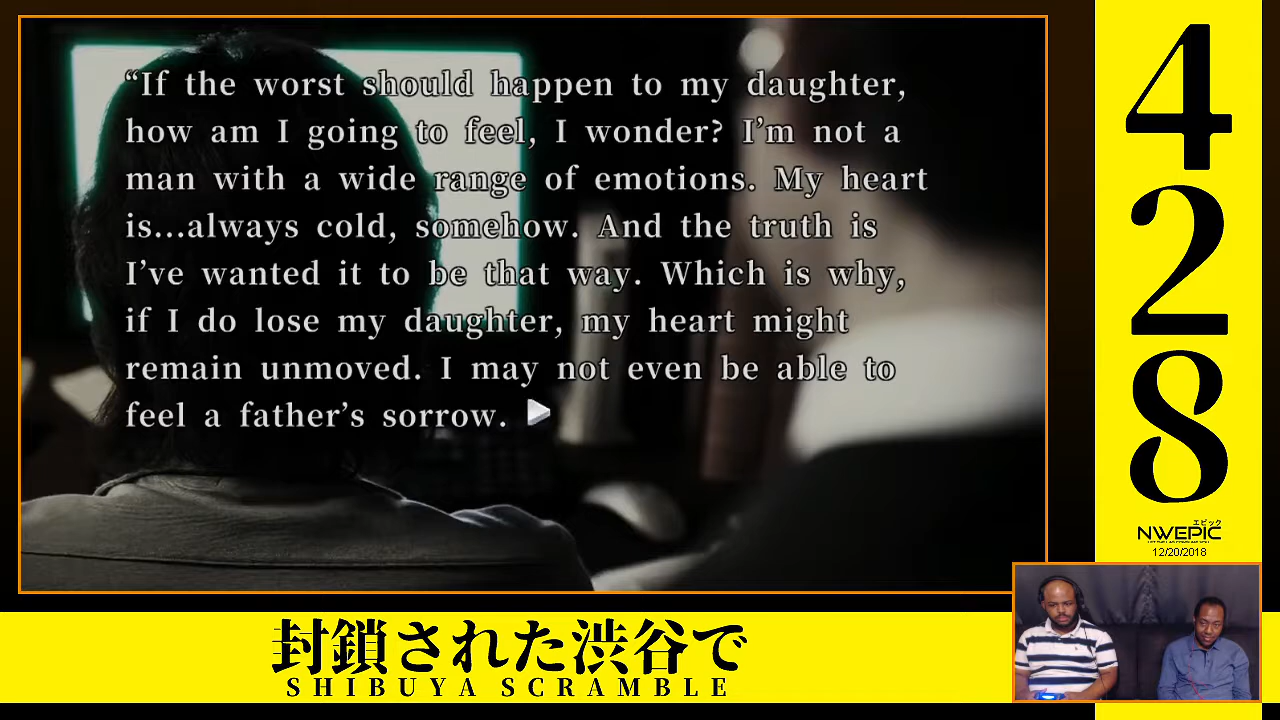 “If the worst should happen to my daughter,
how am I going to feel, I wonder? I’m not a
man with a wide range of emotions. My heart
is...always cold, somehow. And the truth is
I’ve wanted it to be that way. Which is why,
if I do lose my daughter, my heart might
remain unmoved. I may not even be able to
feel a father’s sorrow.
4
2
8
エピック
NWEPIC
12/20/2018
封鎖された渋谷で
SHIBUYA SCRAMBLE